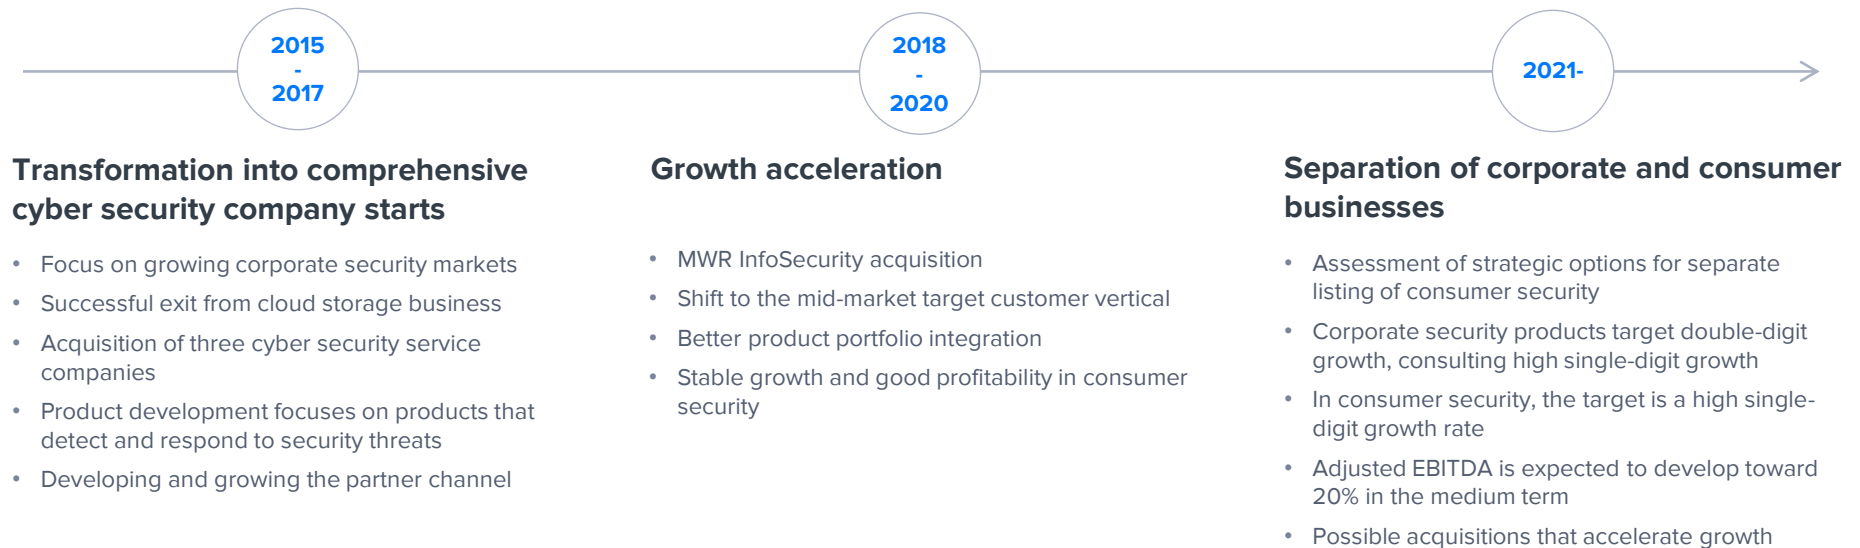 2015
-
2017
Transformation into comprehensive
cyber security company starts
• Focus on growing corporate security markets
• Successful exit from cloud storage business
• Acquisition of three cyber security service
companies
• Product development focuses on products that
detect and respond to security threats
• Developing and growing the partner channel
2018
-
2020
Growth acceleration
• MWR InfoSecurity acquisition
• Shift to the mid-market target customer vertical
• Better product portfolio integration
• Stable growth and good profitability in consumer
security
2021-
Separation of corporate and consumer
businesses
• Assessment of strategic options for separate
listing of consumer security
• Corporate security products target double-digit
growth, consulting high single-digit growth
• In consumer security, the target is a high single-
digit growth rate
• Adjusted EBITDA is expected to develop toward
20% in the medium term
• Possible acquisitions that accelerate growth